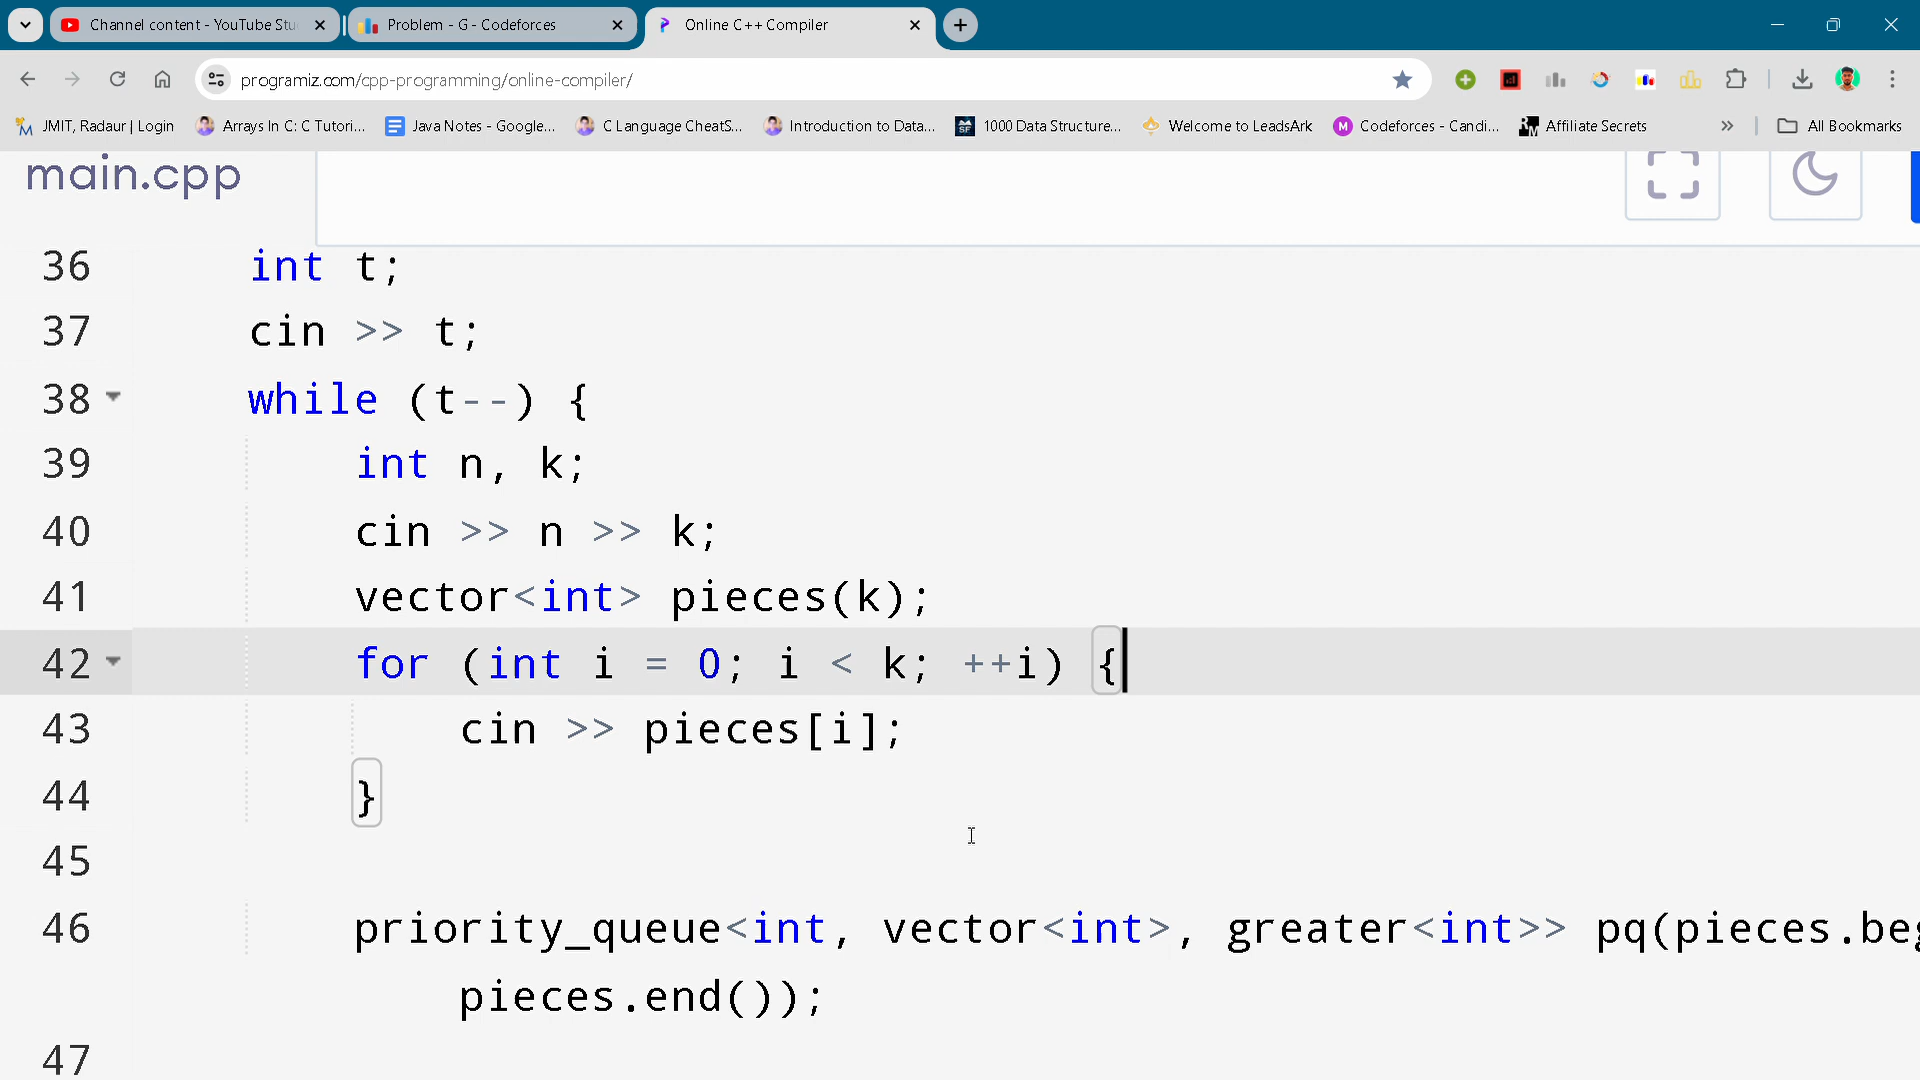 Channel content - YouTube Stu
Problem - G - Codeforces
Online C++ Compiler
programiz.com/cpp-programming/online-compiler/
JMIT, Radaur | Login
Arrays In C: C Tutori...
Java Notes - Google...
C Language CheatS...
Introduction to Data...
1000 Data Structure...
Welcome to LeadsArk
Codeforces - Candi...
Affiliate Secrets
All Bookmarks
main.cpp
36 int t;
37 cin >> t;
38 while (t--) {
39 int n, k;
40 cin >> n >> k;
41 vector<int> pieces(k);
42 for (int i = 0; i < k; ++i) {
43 cin >> pieces[i];
44 }
45
46 priority_queue<int, vector<int>, greater<int>> pq(pieces.beg
pieces.end());
47